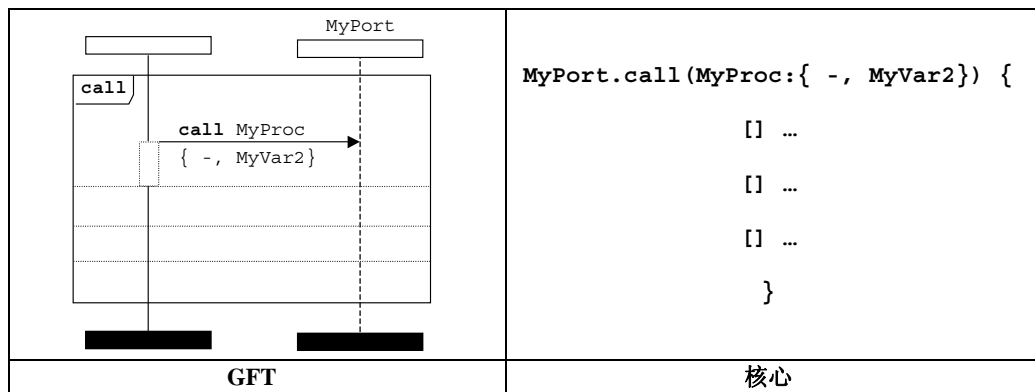 MyPort
call
call MyProc
{ -, MyVar2}
MyPort.call(MyProc:{ -, MyVar2}) {
[] …
[] …
[] …
}
GFT
核心